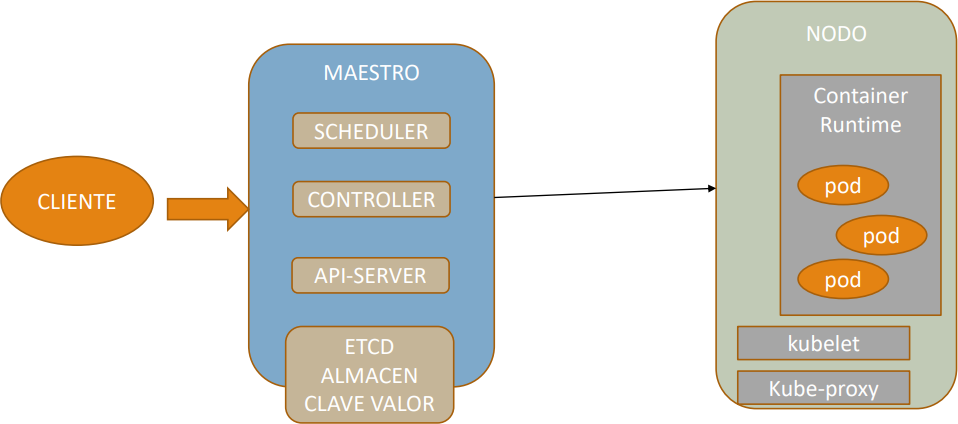 CLIENTE
MAESTRO
SCHEDULER
CONTROLLER
API-SERVER
ETCD
ALMACEN
CLAVE VALOR
NODO
Container
Runtime
pod
pod
pod
kubelet
Kube-proxy